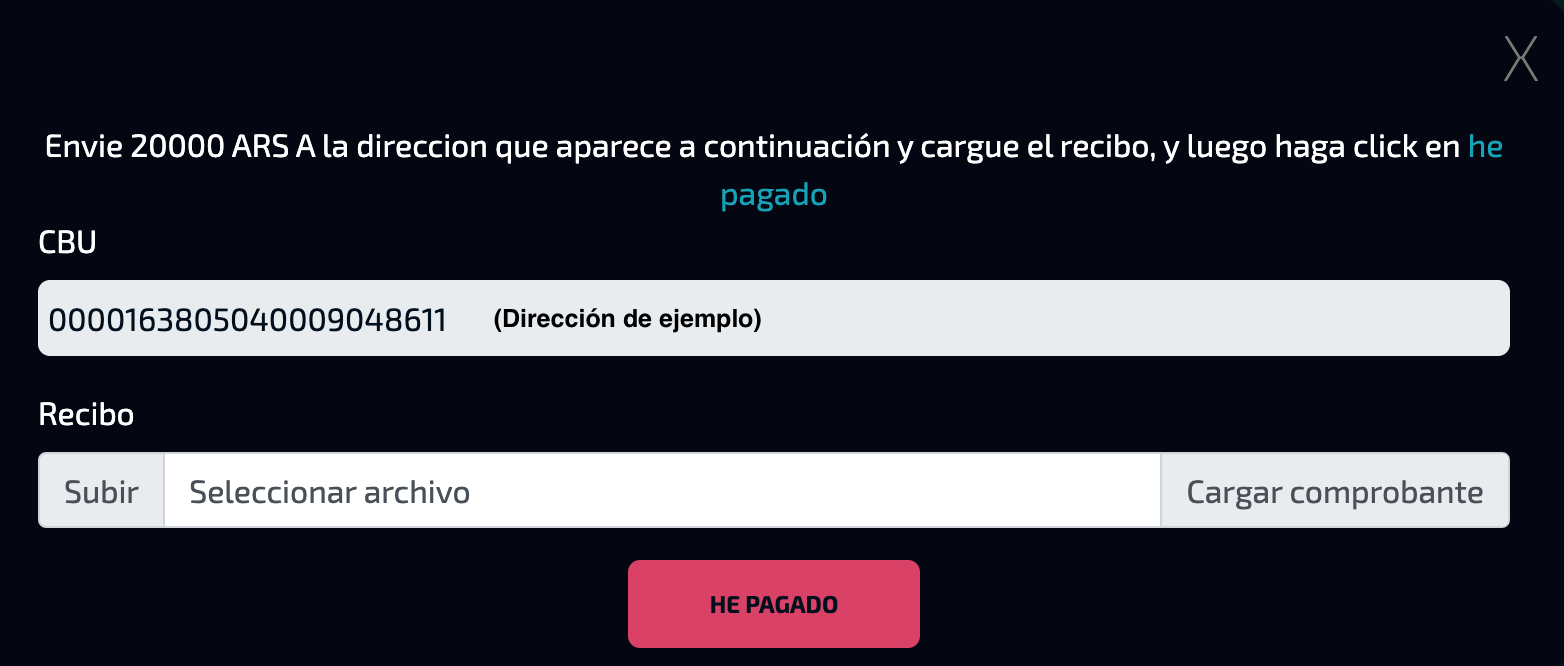 X
Envie 20000 ARS A la direccion que aparece a continuación y cargue el recibo, y luego haga click en he
pagado
CBU
0000163805040009048611 (Dirección de ejemplo)
Recibo
Subir Seleccionar archivo Cargar comprobante
HE PAGADO